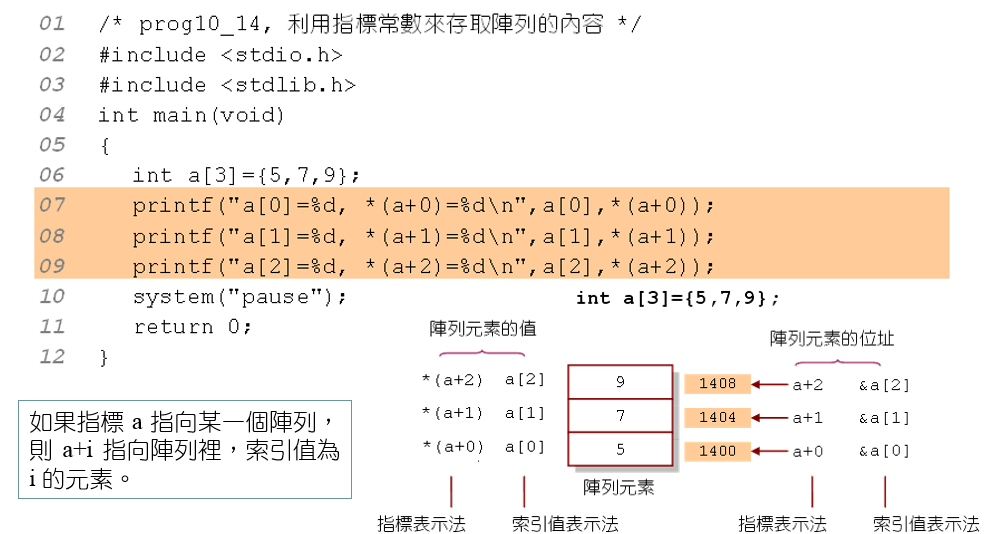 01 /* prog10_14, 利用指標常數來存取陣列的內容 */
02 #include <stdio.h>
03 #include <stdlib.h>
04 int main(void)
05 {
06 int a[3]={5,7,9};
07 printf("a[0]=%d, *(a+0)=%d\n",a[0],*(a+0));
08 printf("a[1]=%d, *(a+1)=%d\n",a[1],*(a+1));
09 printf("a[2]=%d, *(a+2)=%d\n",a[2],*(a+2));
10 system("pause");
11 return 0;
12 }
int a[3]={5,7,9};
陣列元素的值
陣列元素的位址
*(a+2) a[2] 9 1408 a+2 &a[2]
*(a+1) a[1] 7 1404 a+1 &a[1]
*(a+0) a[0] 5 1400 a+0 &a[0]
陣列元素
指標表示法 索引值表示法 指標表示法 索引值表示法
如果指標 a 指向某一個陣列，
則 a+i 指向陣列裡，索引值為
i 的元素。